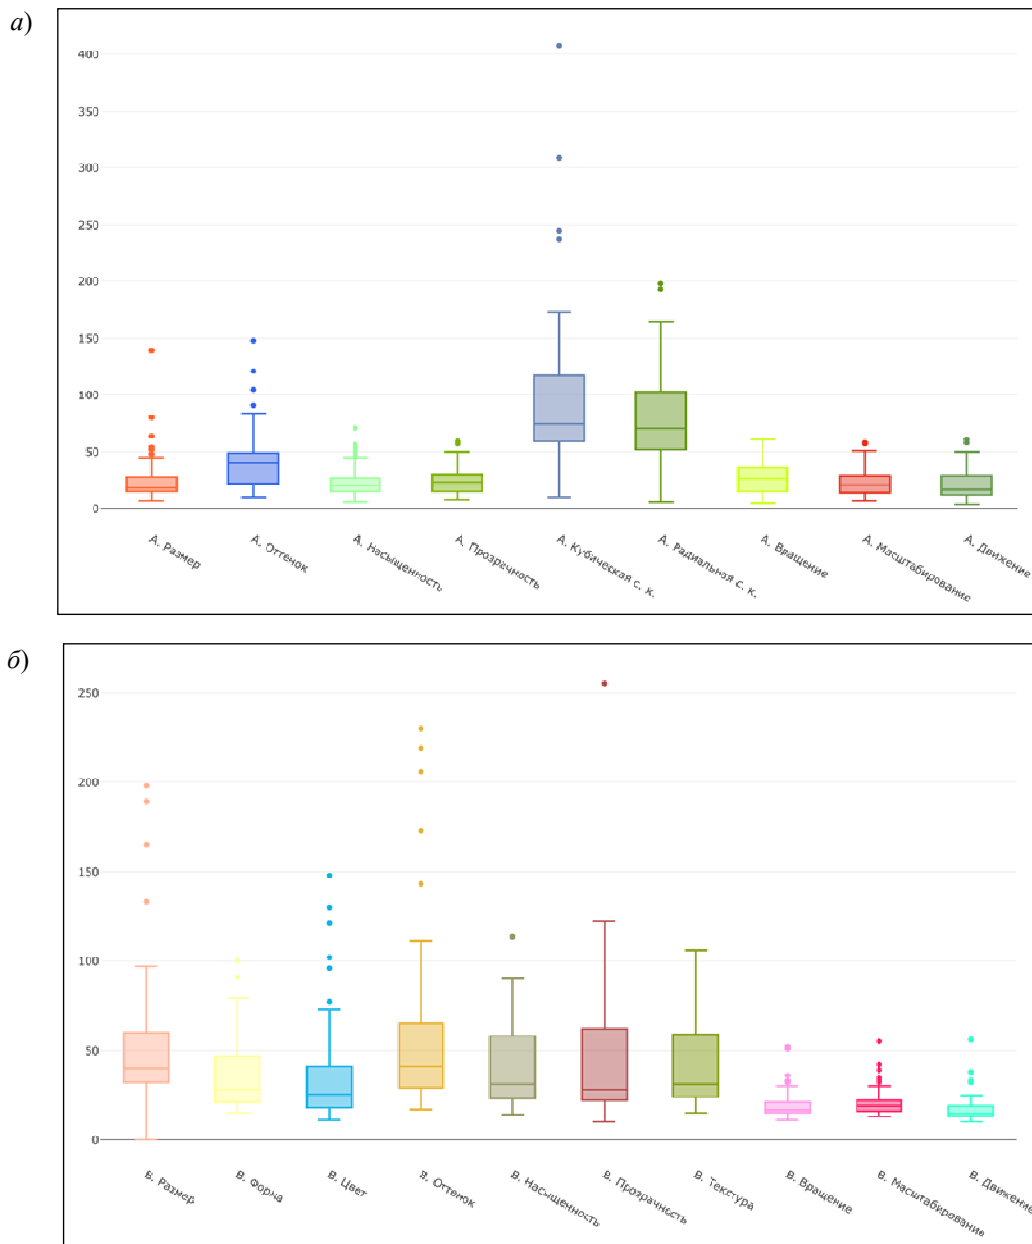 а)
400
350
300
250
200
150
100
50
0
А. Размер
А. Оттенок
А. Насыщенность
А. Прозрачность
А. Кубическая с. к.
А. Радиальная с. к.
А. Вращение
А. Масштабирование
А. Движение
б)
250
200
150
100
50
0
В. Размер
В. Форма
В. Цвет
В. Оттенок
В. Насыщенность
В. Прозрачность
В. Текстура
В. Вращение
В. Масштабирование
В. Движение